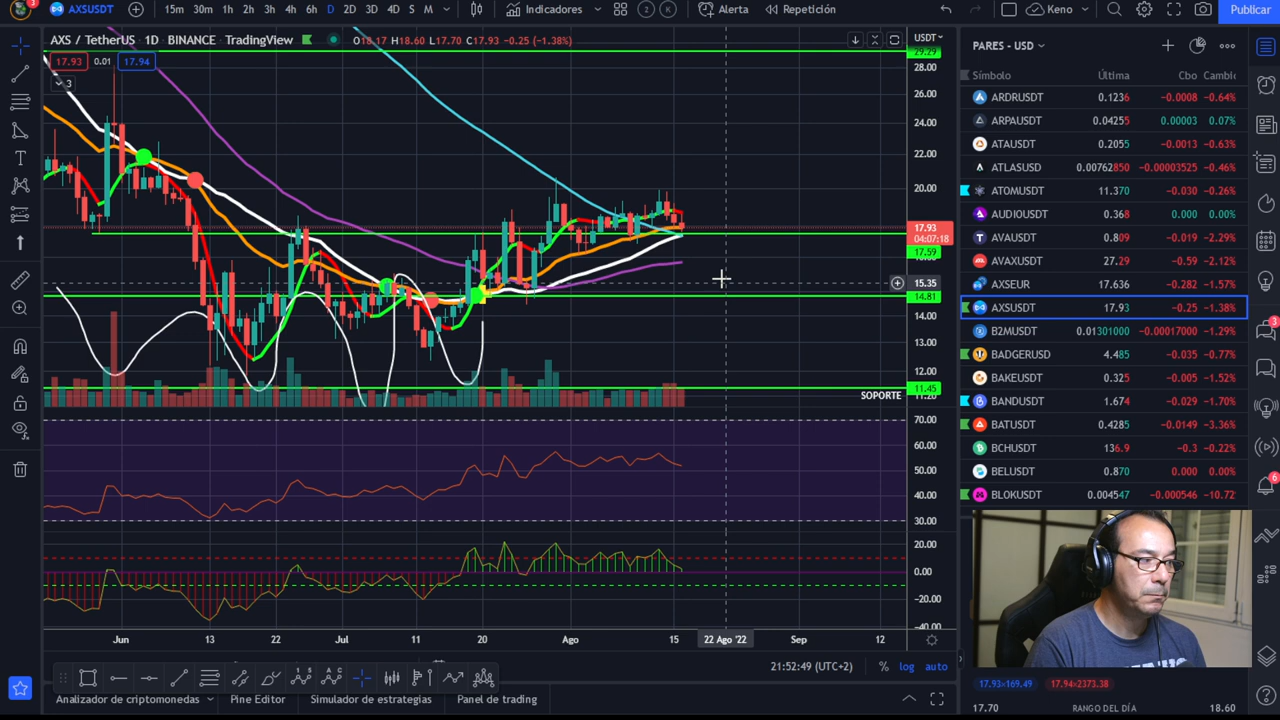 3
AXSUSDT
15m 30m 1h 2h 3h 4h 6h D 2D 3D 4D S M
Indicadores
2 K
Alerta
Repetición
Keno
Publicar
AXS / TetherUS · 1D · BINANCE · TradingView
O18.17 H18.60 L17.70 C17.93 −0.25 (−1.38%)
17.93 0.01 17.94
3
USDT
29.29
28.00
26.00
24.00
22.00
20.00
17.93
04:07:18
17.59
15.35
14.81
14.00
13.00
12.00
11.45
SOPORTE
70.00
60.00
50.00
40.00
30.00
20.00
0.00
−20.00
−40.00
Jun 13 22 Jul 11 20 Ago 15 22 Ago '22 Sep 12
21:52:49 (UTC+2) % log auto
Analizador de criptomonedas Pine Editor Simulador de estrategias Panel de trading
PARES - USD
Símbolo Última Cbo Cambic
ARDRUSDT 0.1236 −0.0008 −0.64%
ARPAUSDT 0.04255 0.00003 0.07%
ATAUSDT 0.2055 −0.0013 −0.63%
ATLASUSD 0.00762850 −0.00003525 −0.46%
ATOMUSDT 11.370 −0.030 −0.26%
AUDIOUSDT 0.368 0.000 0.00%
AVAUSDT 0.809 −0.019 −2.29%
AVAXUSDT 27.29 −0.59 −2.12%
AXSEUR 17.636 −0.282 −1.57%
AXSUSDT 17.93 −0.25 −1.38%
B2MUSDT 0.01301000 −0.00017000 −1.29%
BADGERUSD 4.485 −0.035 −0.77%
BAKEUSDT 0.325 −0.005 −1.52%
BANDUSDT 1.674 −0.029 −1.70%
BATUSDT 0.4285 −0.0149 −3.36%
BCHUSDT 136.9 −0.3 −0.22%
BELUSDT 0.870 0.000 0.00%
BLOKUSDT 0.004547 −0.000546 −10.72
3
6
17.93×169.49 17.94×2373.38
17.70 RANGO DEL DÍA 18.60